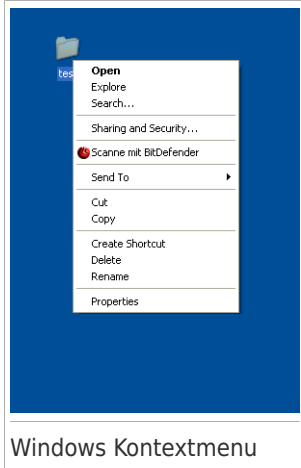 tes
Open
Explore
Search...
Sharing and Security...
Scanne mit BitDefender
Send To
Cut
Copy
Create Shortcut
Delete
Rename
Properties
Windows Kontextmenu